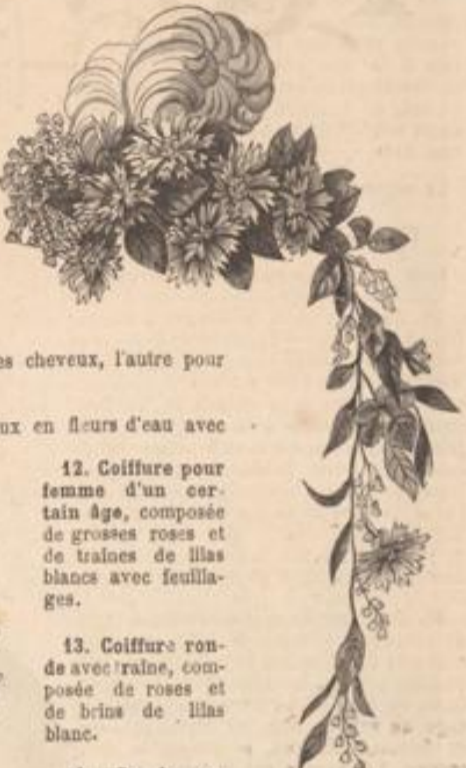 es cheveux, l'autre pour
ux en fleurs d'eau avec
12. Coiffure pour
femme d'un cer-
tain âge, composée
de grosses roses et
de traînes de lilas
blancs avec feuilla-
ges.
13. Coiffure ron-
de avec traîne, com-
posée de roses et
de brins de lilas
blanc.